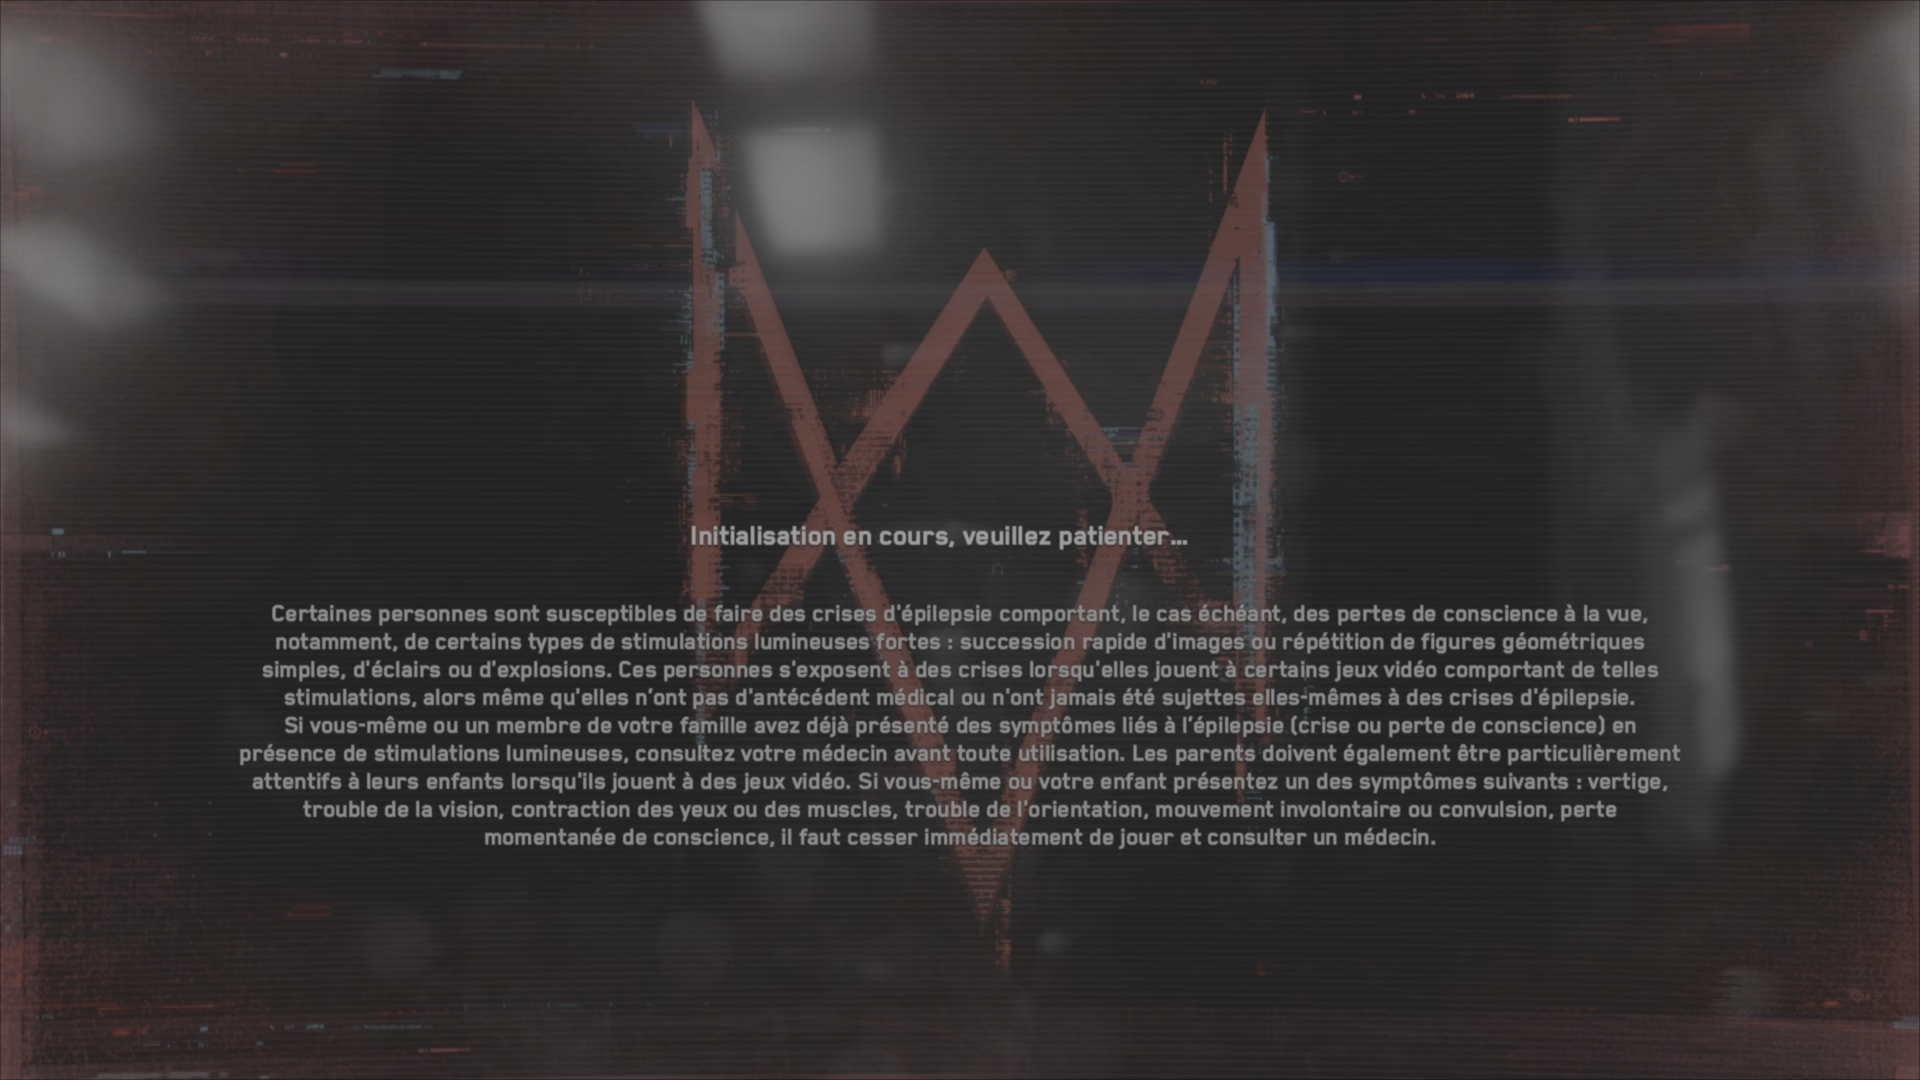 Initialisation en cours, veuillez patienter...
Certaines personnes sont susceptibles de faire des crises d'épilepsie comportant, le cas échéant, des pertes de conscience à la vue,
notamment, de certains types de stimulations lumineuses fortes : succession rapide d'images ou répétition de figures géométriques
simples, d'éclairs ou d'explosions. Ces personnes s'exposent à des crises lorsqu'elles jouent à certains jeux vidéo comportant de telles
stimulations, alors même qu'elles n’ont pas d'antécédent médical ou n'ont jamais été sujettes elles-mêmes à des crises d'épilepsie.
Si vous-même ou un membre de votre famille avez déjà présenté des symptômes liés à l’épilepsie (crise ou perte de conscience) en
présence de stimulations lumineuses, consultez votre médecin avant toute utilisation. Les parents doivent également être particulièrement
attentifs à leurs enfants lorsqu'ils jouent à des jeux vidéo. Si vous-même ou votre enfant présentez un des symptômes suivants : vertige,
trouble de la vision, contraction des yeux ou des muscles, trouble de l'orientation, mouvement involontaire ou convulsion, perte
momentanée de conscience, il faut cesser immédiatement de jouer et consulter un médecin.